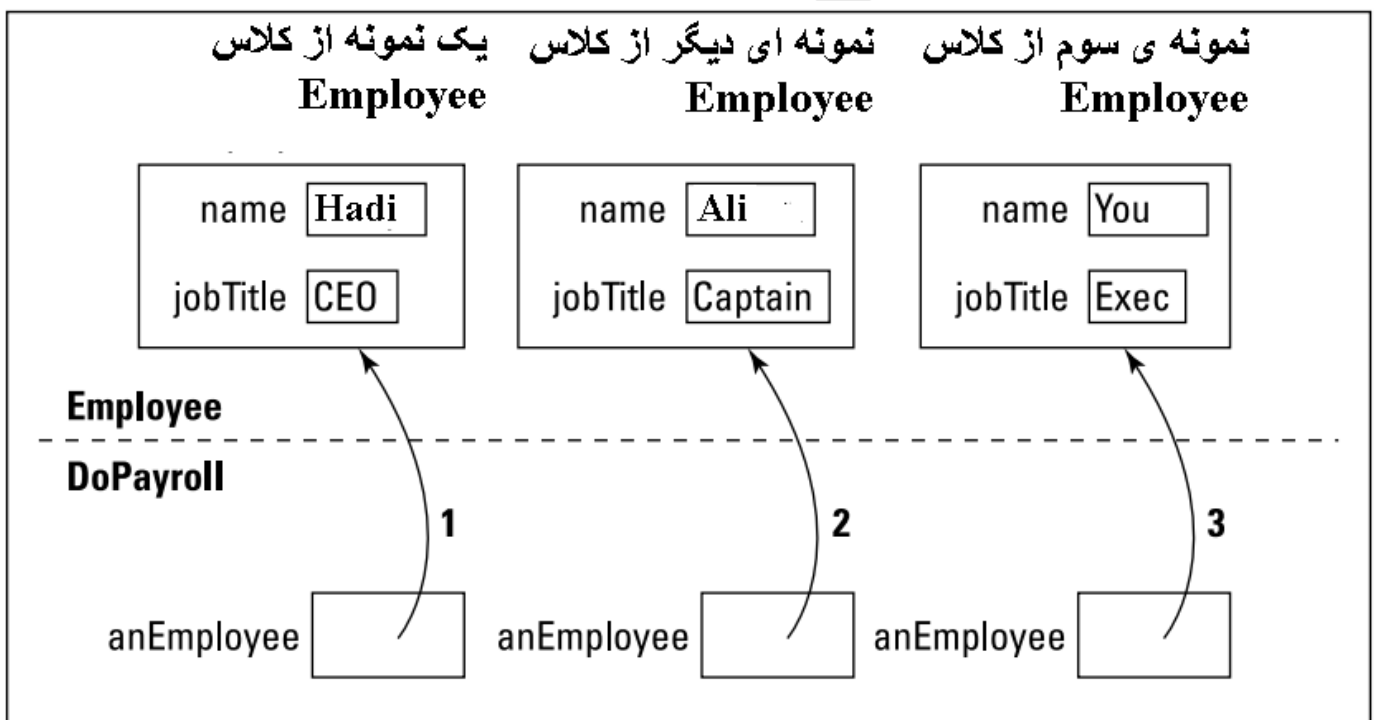 یک نمونه از کلاس
Employee
نمونه ای دیگر از کلاس
Employee
نمونه ی سوم از کلاس
Employee
name Hadi
jobTitle CEO
name Ali
jobTitle Captain
name You
jobTitle Exec
Employee
DoPayroll
1
2
3
anEmployee
anEmployee
anEmployee